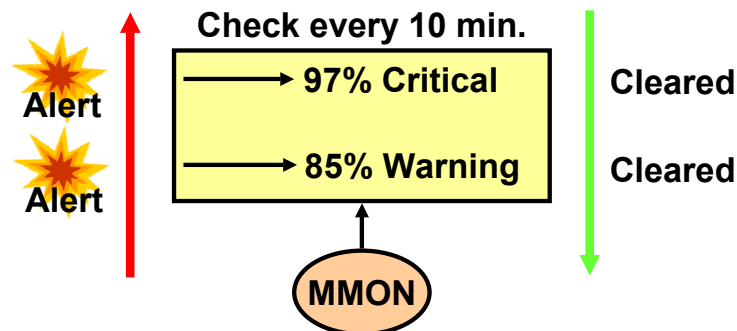 Check every 10 min.
Alert
97% Critical
Cleared
Alert
85% Warning
Cleared
MMON